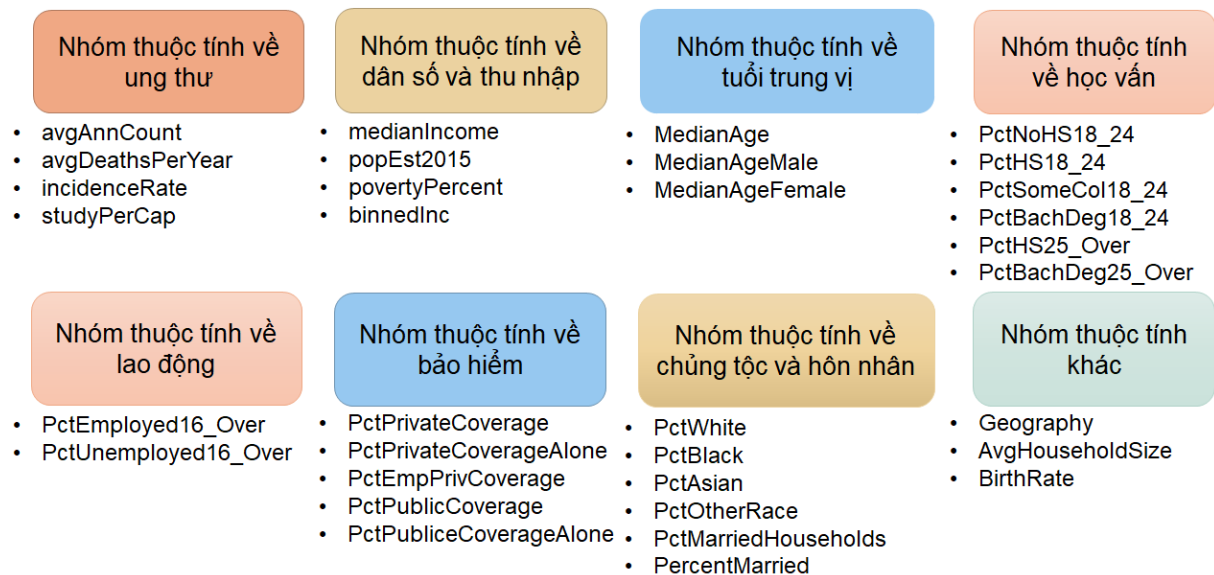 Nhóm thuộc tính về
ung thư
• avgAnnCount
• avgDeathsPerYear
• incidenceRate
• studyPerCap
Nhóm thuộc tính về
dân số và thu nhập
• medianIncome
• popEst2015
• povertyPercent
• binnedInc
Nhóm thuộc tính về
tuổi trung vị
• MedianAge
• MedianAgeMale
• MedianAgeFemale
Nhóm thuộc tính
về học vấn
• PctNoHS18_24
• PctHS18_24
• PctSomeCol18_24
• PctBachDeg18_24
• PctHS25_Over
• PctBachDeg25_Over
Nhóm thuộc tính về
lao động
• PctEmployed16_Over
• PctUnemployed16_Over
Nhóm thuộc tính về
bảo hiểm
• PctPrivateCoverage
• PctPrivateCoverageAlone
• PctEmpPrivCoverage
• PctPublicCoverage
• PctPubliceCoverageAlone
Nhóm thuộc tính về
chủng tộc và hôn nhân
• PctWhite
• PctBlack
• PctAsian
• PctOtherRace
• PctMarriedHouseholds
• PercentMarried
Nhóm thuộc tính
khác
• Geography
• AvgHouseholdSize
• BirthRate